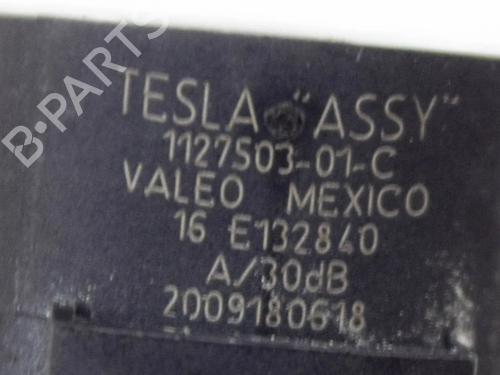 B-PARTS
TESLA "ASSY"
1127503-01-C
VALEO MEXICO
16 E132840
A/30dB
2009180618